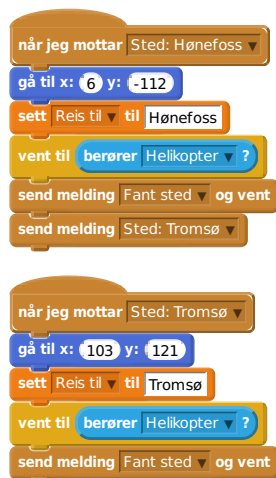 når jeg mottar Sted: Hønefoss
gå til x: 6 y: -112
sett Reis til til Hønefoss
vent til berører Helikopter ?
send melding Fant sted og vent
send melding Sted: Tromsø
når jeg mottar Sted: Tromsø
gå til x: 103 y: 121
sett Reis til til Tromsø
vent til berører Helikopter ?
send melding Fant sted og vent